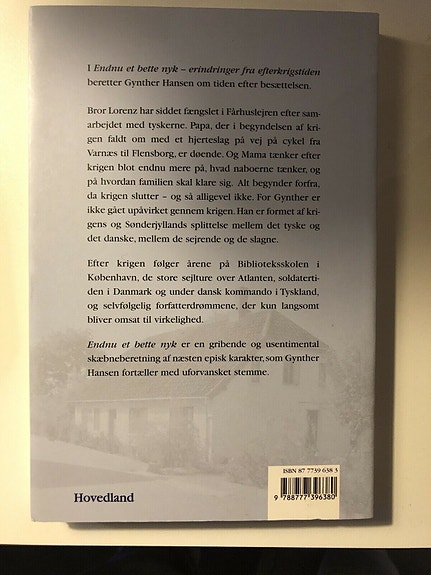 I Endnu et bette nyk – erindringer fra efterkrigstiden
beretter Gynther Hansen om tiden efter besættelsen.
Bror Lorenz har siddet fængslet i Fårhuslejren efter sam-
arbejdet med tyskerne. Papa, der i begyndelsen af kri-
gen faldt om med et hjerteslag på vej på cykel fra
Varnæs til Flensborg, er døende. Og Mama tænker efter
krigen blot endnu mere på, hvad naboerne tænker, og
på hvordan familien skal klare sig. Alt begynder forfra,
da krigen slutter – og så alligevel ikke. For Gynther er
ikke gået upåvirket gennem krigen. Han er formet af kri-
gens og Sønderjyllands splittelse mellem det tyske og
det danske, mellem de sejrende og de slagne.
Efter krigen følger årene på Biblioteksskolen i
København, de store sejlture over Atlanten, soldaterti-
den i Danmark og under dansk kommando i Tyskland,
og selvfølgelig forfatterdrømmene, der kun langsomt
bliver omsat til virkelighed.
Endnu et bette nyk er en gribende og usentimental
skæbneberetning af næsten episk karakter, som Gynther
Hansen fortæller med uforvansket stemme.
ISBN 87 7739 638 3
9 788777 396380
Hovedland